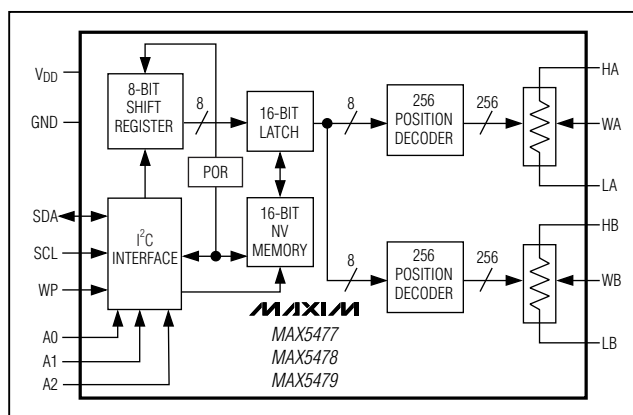 VDD
GND
SDA
SCL
WP
A0
A1
A2
8-BIT
SHIFT
REGISTER
8
16-BIT
LATCH
POR
I²C
INTERFACE
16-BIT
NV
MEMORY
8
256
POSITION
DECODER
256
HA
WA
LA
8
256
POSITION
DECODER
256
HB
WB
LB
MAXIM
MAX5477
MAX5478
MAX5479